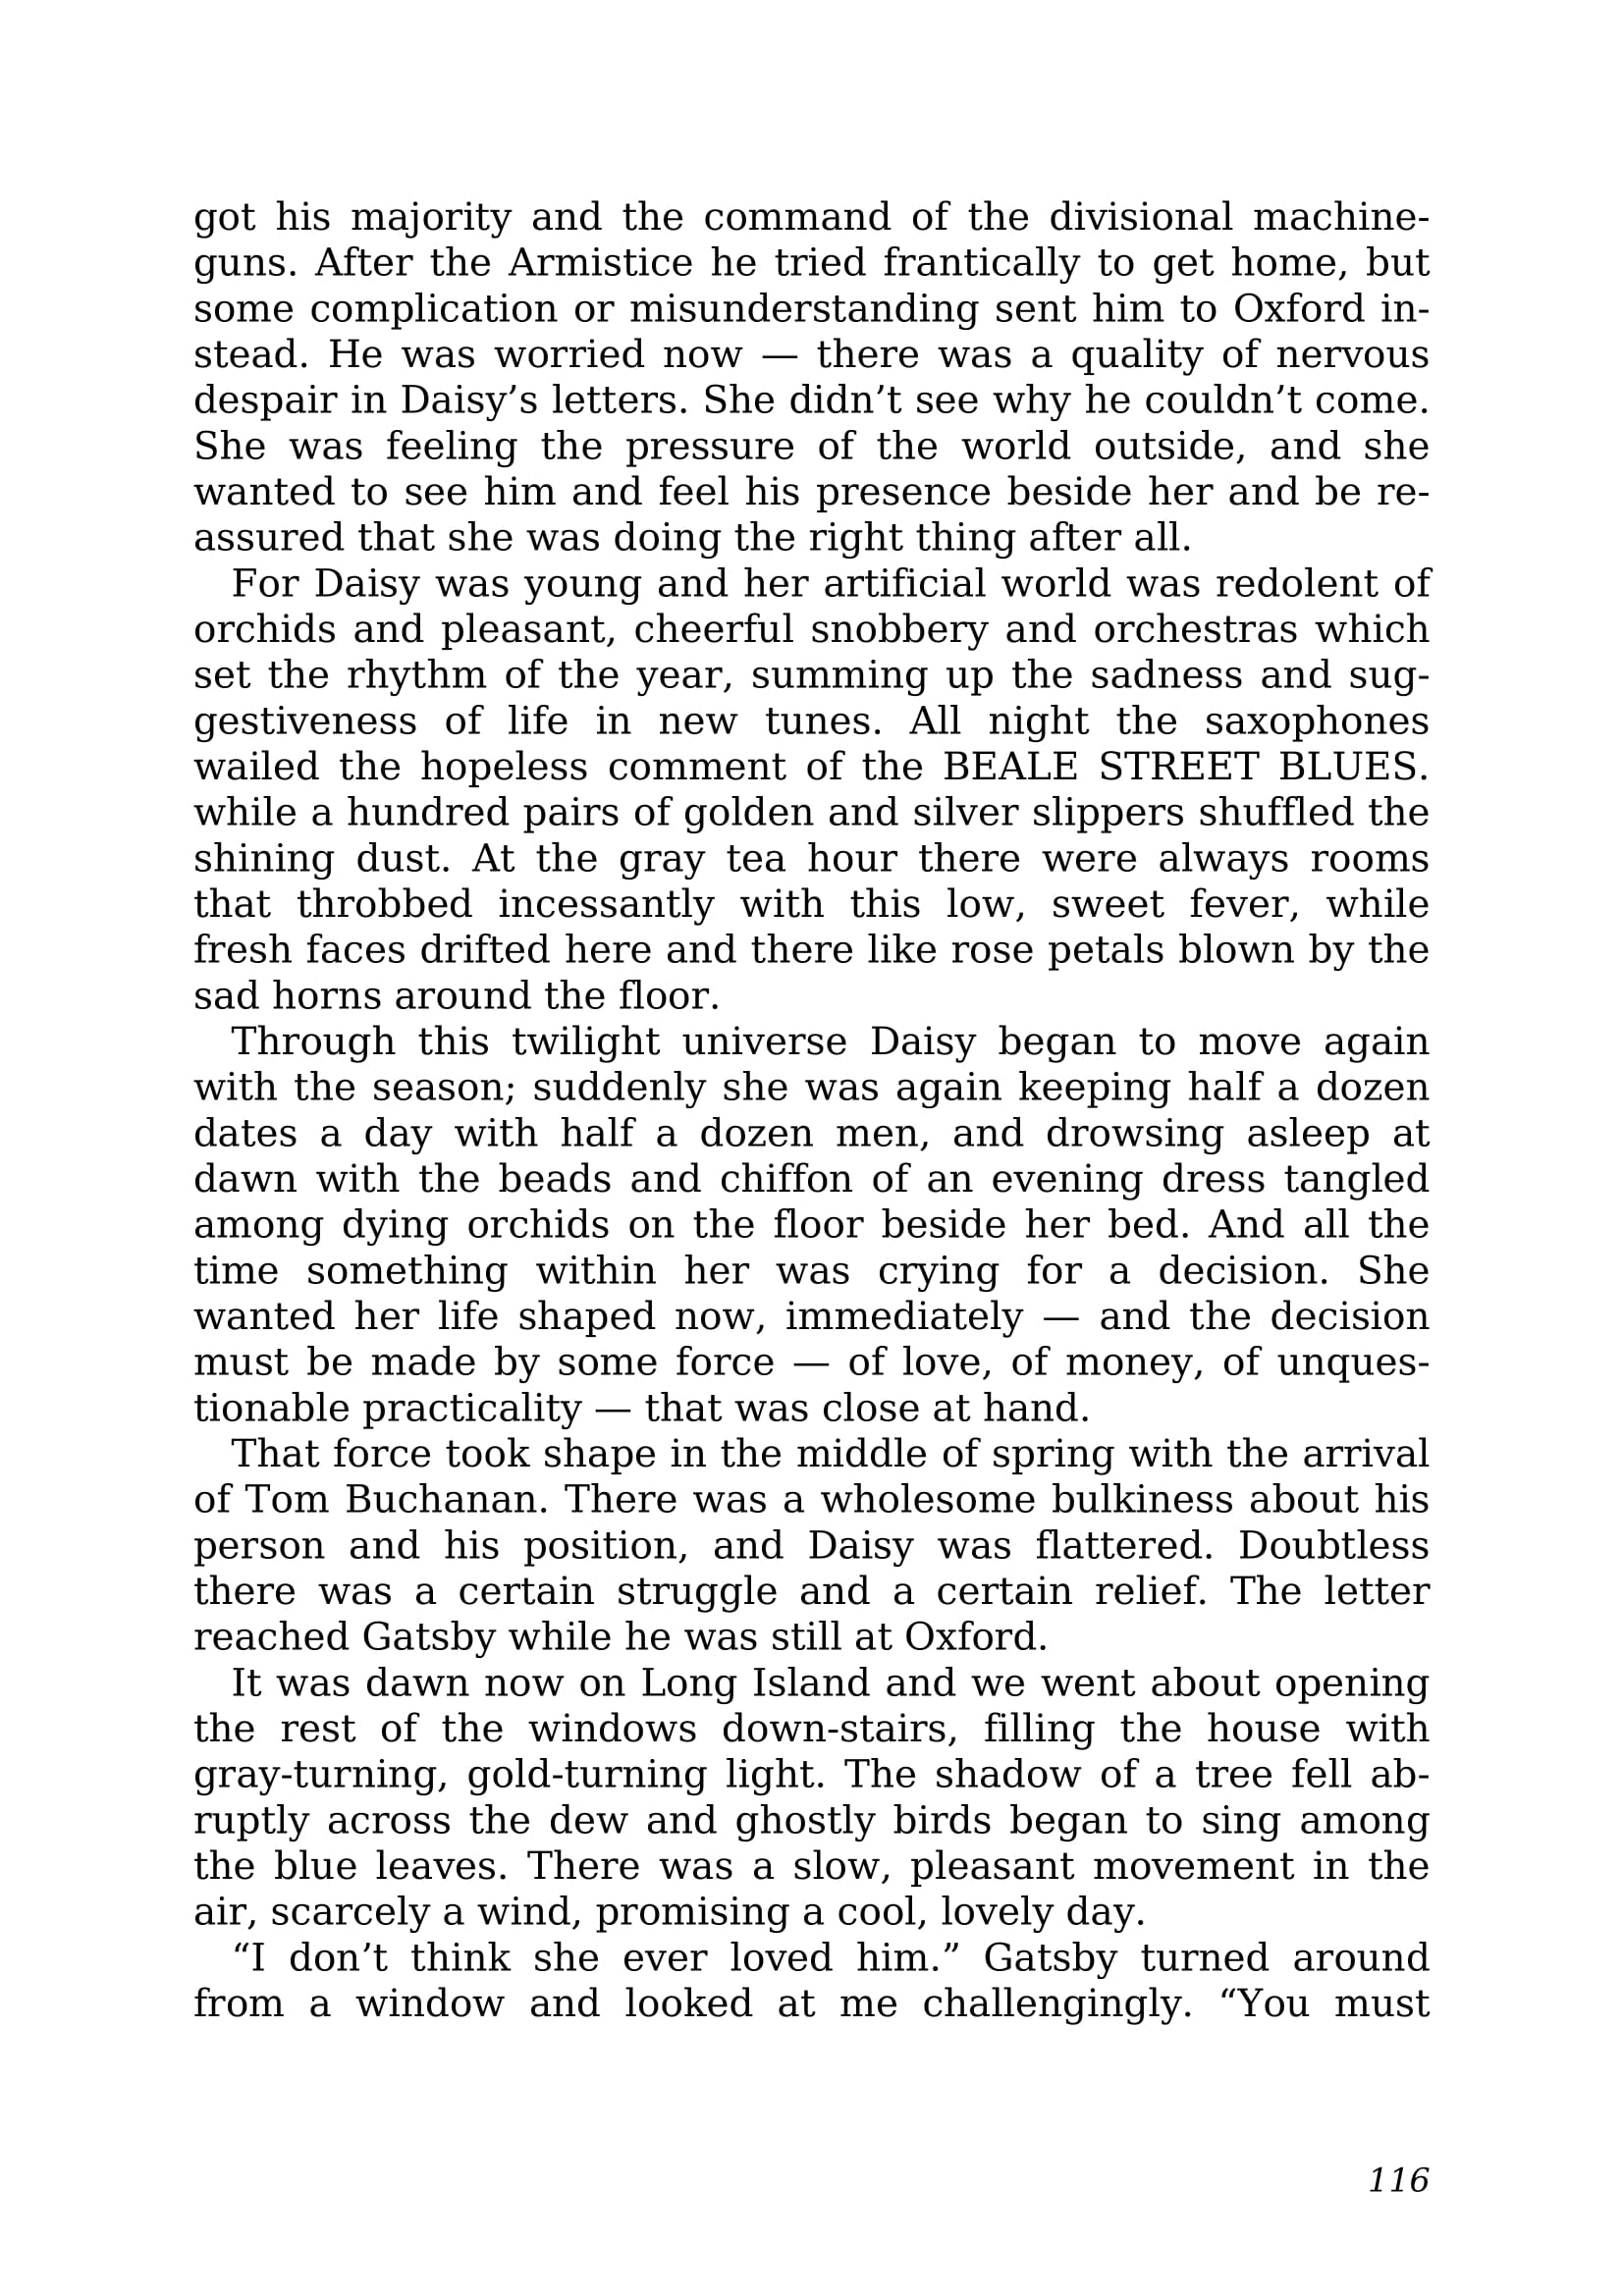 got his majority and the command of the divisional machine-
guns. After the Armistice he tried frantically to get home, but
some complication or misunderstanding sent him to Oxford in-
stead. He was worried now — there was a quality of nervous
despair in Daisy’s letters. She didn’t see why he couldn’t come.
She was feeling the pressure of the world outside, and she
wanted to see him and feel his presence beside her and be re-
assured that she was doing the right thing after all.
For Daisy was young and her artificial world was redolent of
orchids and pleasant, cheerful snobbery and orchestras which
set the rhythm of the year, summing up the sadness and sug-
gestiveness of life in new tunes. All night the saxophones
wailed the hopeless comment of the BEALE STREET BLUES.
while a hundred pairs of golden and silver slippers shuffled the
shining dust. At the gray tea hour there were always rooms
that throbbed incessantly with this low, sweet fever, while
fresh faces drifted here and there like rose petals blown by the
sad horns around the floor.
Through this twilight universe Daisy began to move again
with the season; suddenly she was again keeping half a dozen
dates a day with half a dozen men, and drowsing asleep at
dawn with the beads and chiffon of an evening dress tangled
among dying orchids on the floor beside her bed. And all the
time something within her was crying for a decision. She
wanted her life shaped now, immediately — and the decision
must be made by some force — of love, of money, of unques-
tionable practicality — that was close at hand.
That force took shape in the middle of spring with the arrival
of Tom Buchanan. There was a wholesome bulkiness about his
person and his position, and Daisy was flattered. Doubtless
there was a certain struggle and a certain relief. The letter
reached Gatsby while he was still at Oxford.
It was dawn now on Long Island and we went about opening
the rest of the windows down-stairs, filling the house with
gray-turning, gold-turning light. The shadow of a tree fell ab-
ruptly across the dew and ghostly birds began to sing among
the blue leaves. There was a slow, pleasant movement in the
air, scarcely a wind, promising a cool, lovely day.
“I don’t think she ever loved him.” Gatsby turned around
from a window and looked at me challengingly. “You must
116